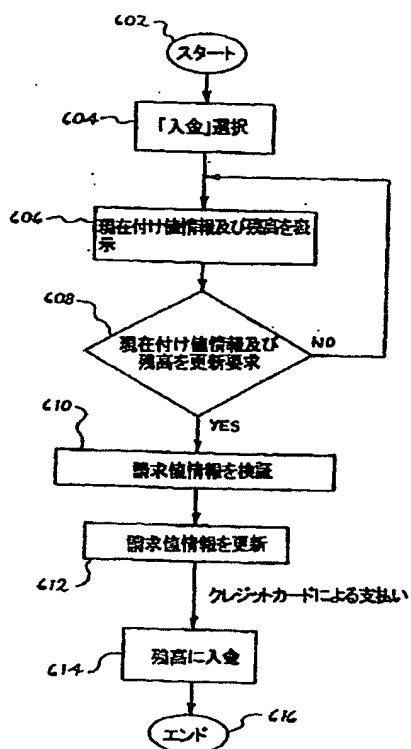 602
スタート
604
「入金」選択
606
現在付け値情報及び残高を表
示
608
現在付け値情報及び
残高を更新要求
NO
YES
610
請求値情報を検証
請求値情報を更新
612
クレジットカードによる支払い
残高に入金
614
エンド
616